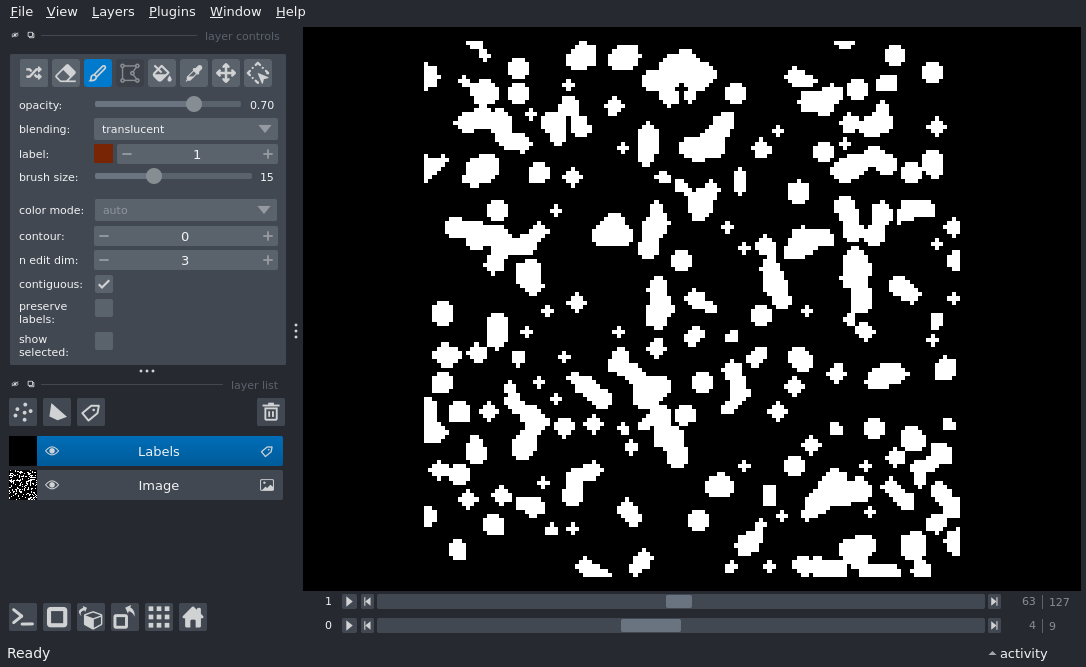 File View Layers Plugins Window Help
layer controls
opacity: 0.70
blending: translucent
label: 1
brush size: 15
color mode: auto
contour: 0
n edit dim: 3
contiguous:
preserve
labels:
show
selected:
layer list
Labels
Image
1 63 127
0 4 9
Ready activity